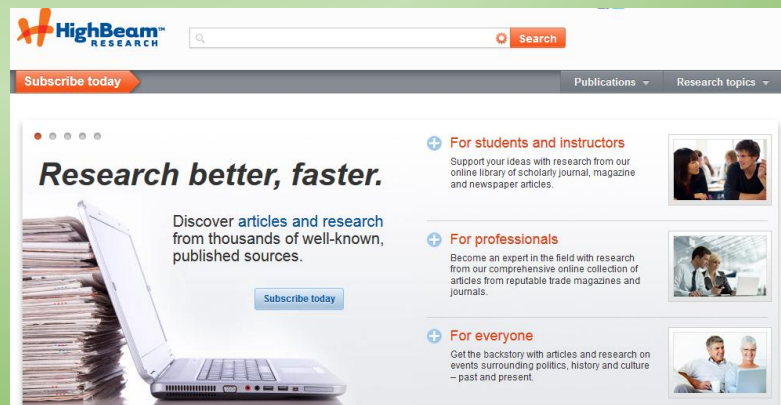 HighBeam™
RESEARCH
Search
Subscribe today
Publications
Research topics
Research better, faster.
Discover articles and research
from thousands of well-known,
published sources.
Subscribe today
For students and instructors
Support your ideas with research from our
online library of scholarly journal, magazine
and newspaper articles.
For professionals
Become an expert in the field with research
from our comprehensive online collection of
articles from reputable trade magazines and
journals.
For everyone
Get the backstory with articles and research on
events surrounding politics, history and culture
– past and present.